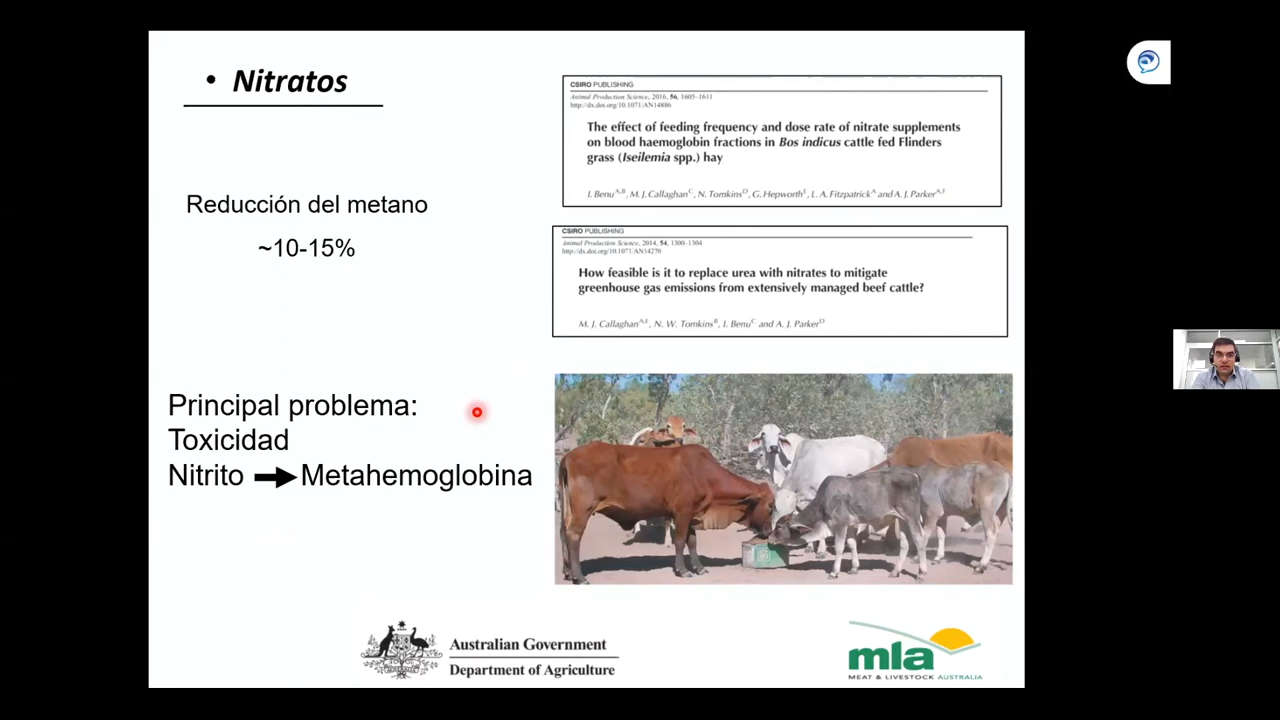 • Nitratos
Reducción del metano
~10-15%
Principal problema:
Toxicidad
Nitrito ➡ Metahemoglobina
CSIRO PUBLISHING
Animal Production Science, 2016, 56, 1605–1611
http://dx.doi.org/10.1071/AN14886
The effect of feeding frequency and dose rate of nitrate supplements
on blood haemoglobin fractions in Bos indicus cattle fed Flinders
grass (Iseilemia spp.) hay
I. Benu A,B, M. J. Callaghan C, N. Tomkins D, G. Hepworth E, L. A. Fitzpatrick A and A. J. Parker A,F
CSIRO PUBLISHING
Animal Production Science, 2014, 54, 1300–1304
http://dx.doi.org/10.1071/AN14270
How feasible is it to replace urea with nitrates to mitigate
greenhouse gas emissions from extensively managed beef cattle?
M. J. Callaghan A,E, N. W. Tomkins B, I. Benu C and A. J. Parker D
Australian Government
Department of Agriculture
mla
MEAT & LIVESTOCK AUSTRALIA